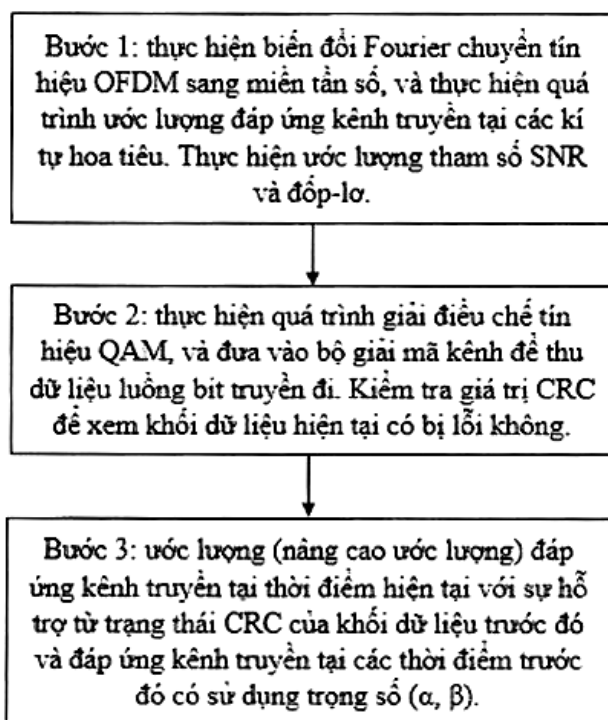 Bước 1: thực hiện biến đổi Fourier chuyển tín
hiệu OFDM sang miền tần số, và thực hiện quá
trình ước lượng đáp ứng kênh truyền tại các kí
tự hoa tiêu. Thực hiện ước lượng tham số SNR
và đốp-lơ.
Bước 2: thực hiện quá trình giải điều chế tín
hiệu QAM, và đưa vào bộ giải mã kênh để thu
dữ liệu luồng bit truyền đi. Kiểm tra giá trị CRC
để xem khối dữ liệu hiện tại có bị lỗi không.
Bước 3: ước lượng (nâng cao ước lượng) đáp
ứng kênh truyền tại thời điểm hiện tại với sự hỗ
trợ từ trạng thái CRC của khối dữ liệu trước đó
và đáp ứng kênh truyền tại các thời điểm trước
đó có sử dụng trọng số (α, β).